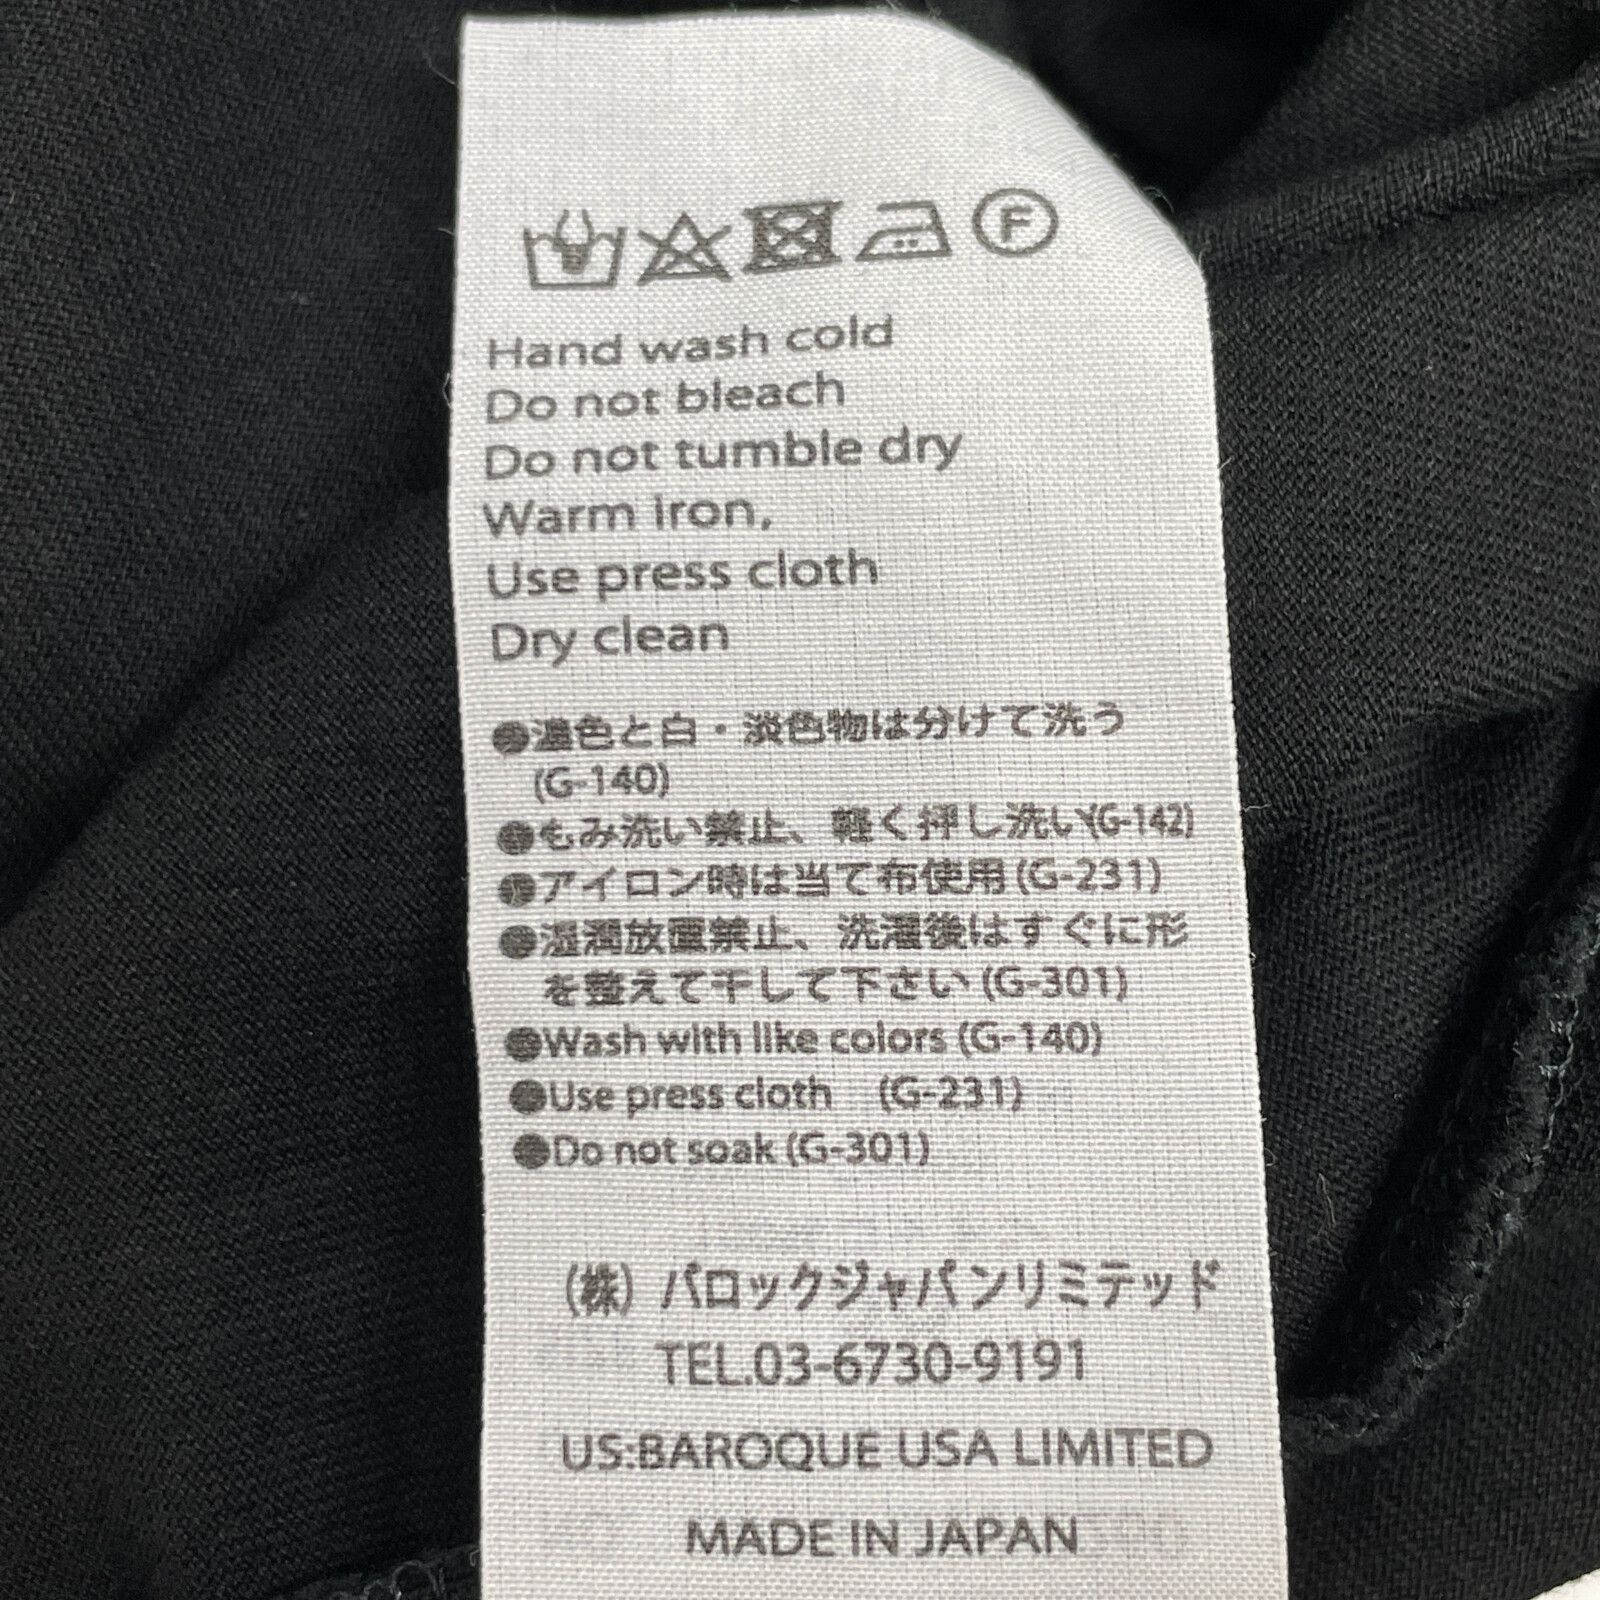 F
Hand wash cold
Do not bleach
Do not tumble dry
Warm iron,
Use press cloth
Dry clean
●濃色と白・淡色物は分けて洗う
(G-140)
●もみ洗い禁止、軽く押し洗い(G-142)
●アイロン時は当て布使用(G-231)
●湿潤放置禁止、洗濯後はすぐに形
を整えて干して下さい(G-301)
●Wash with like colors (G-140)
●Use press cloth (G-231)
●Do not soak (G-301)
(株) バロックジャパンリミテッド
TEL.03-6730-9191
US:BAROQUE USA LIMITED
MADE IN JAPAN